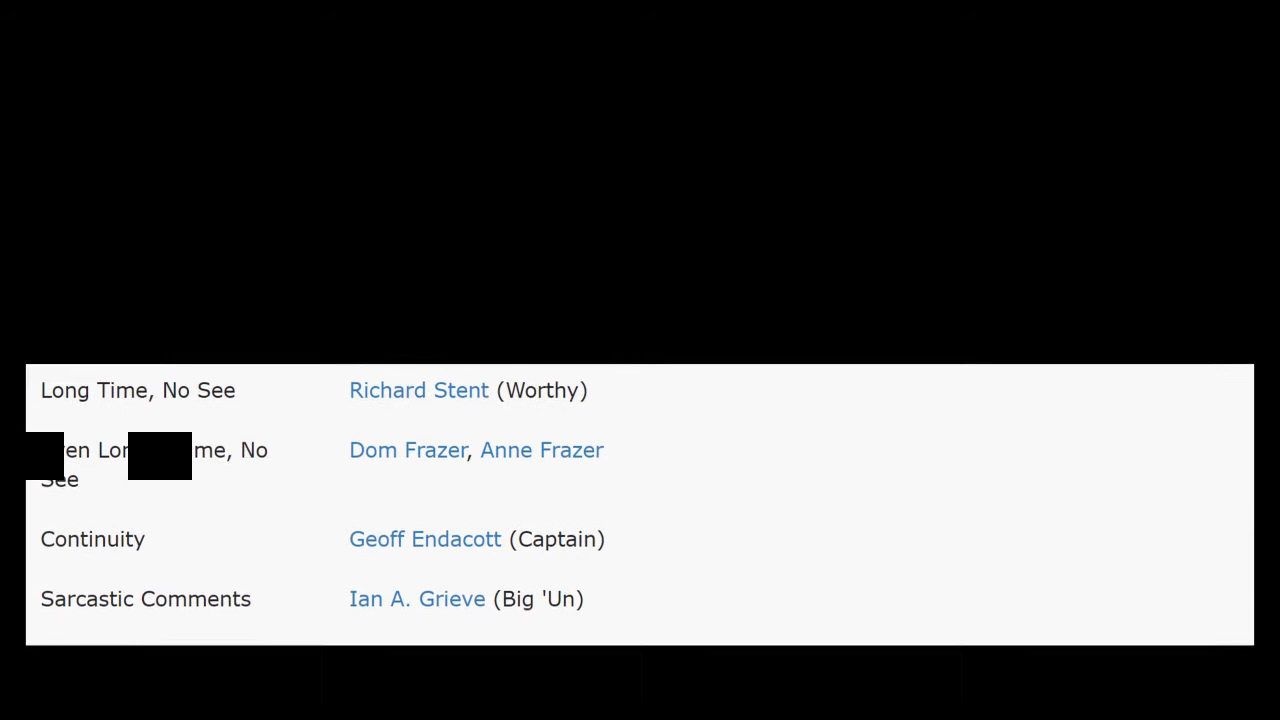 Long Time, No See Richard Stent (Worthy)
No Dom Frazer, Anne Frazer
See
Continuity Geoff Endacott (Captain)
Sarcastic Comments Ian A. Grieve (Big 'Un)